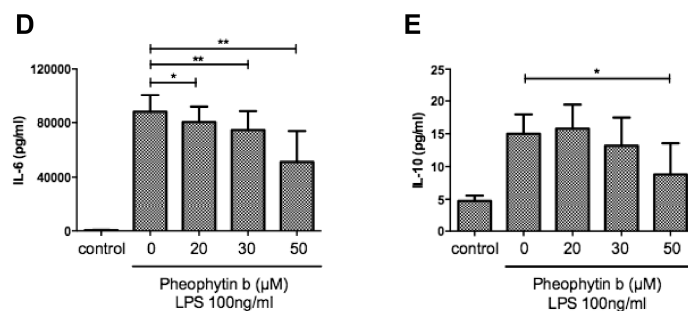 D
**
**
*
120000
80000
40000
0
IL-6 (pg/ml)
control 0 20 30 50
Pheophytin b (µM)
LPS 100ng/ml
E
*
25
20
15
10
5
0
IL-10 (pg/ml)
control 0 20 30 50
Pheophytin b (µM)
LPS 100ng/ml